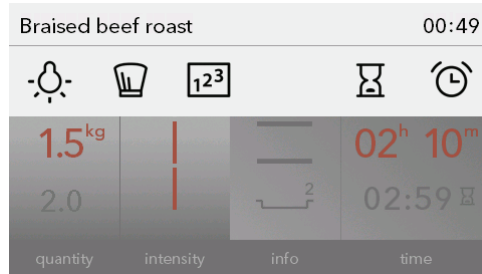 Braised beef roast 00:49
123
1.5kg 02h 10m
2.0 2 02:59
quantity intensity info time